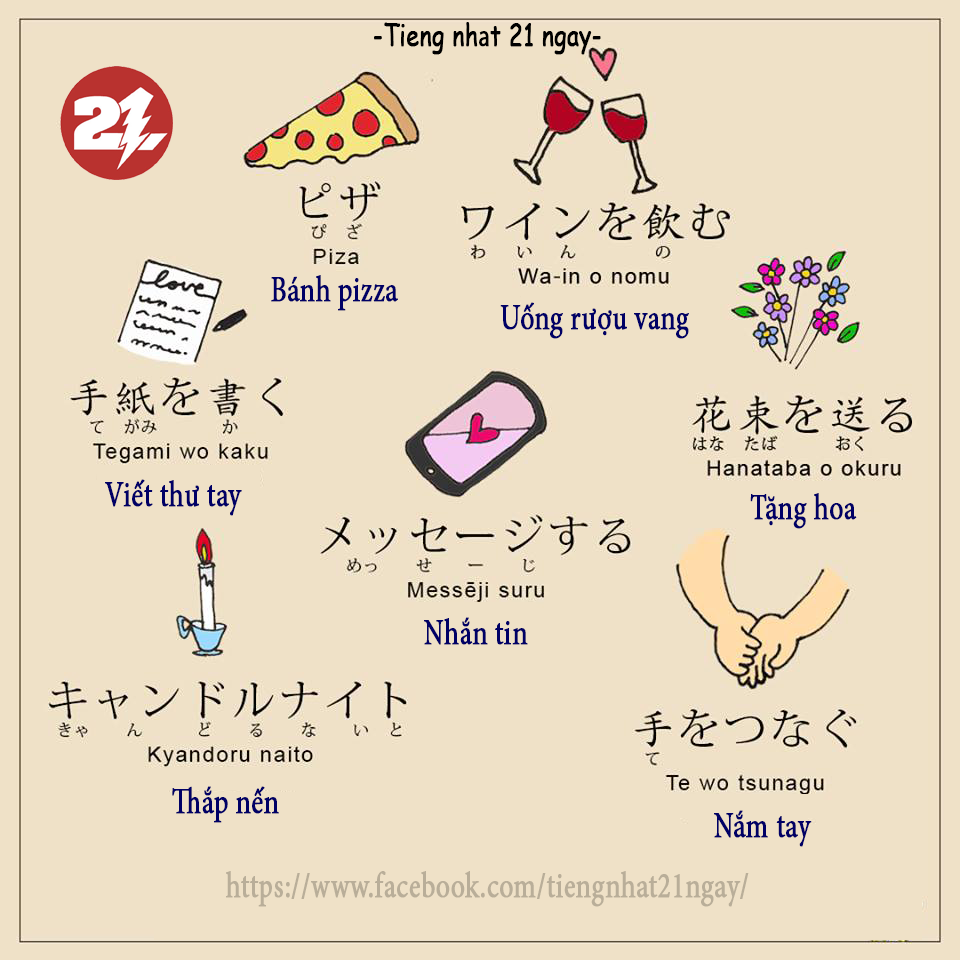 -Tieng nhat 21 ngay-
21
ピザ
ぴ ざ
Piza
Bánh pizza
ワインを飲む
わ い ん の
Wa-in o nomu
Uống rượu vang
love
手紙を書く
て がみ か
Tegami wo kaku
Viết thư tay
メッセージする
めっ せ ー じ
Messēji suru
Nhắn tin
花束を送る
はな たば おく
Hanataba o okuru
Tặng hoa
キャンドルナイト
きゃ ん ど る な い と
Kyandoru naito
Thắp nến
手をつなぐ
て
Te wo tsunagu
Nắm tay
https://www.facebook.com/tiengnhat21ngay/